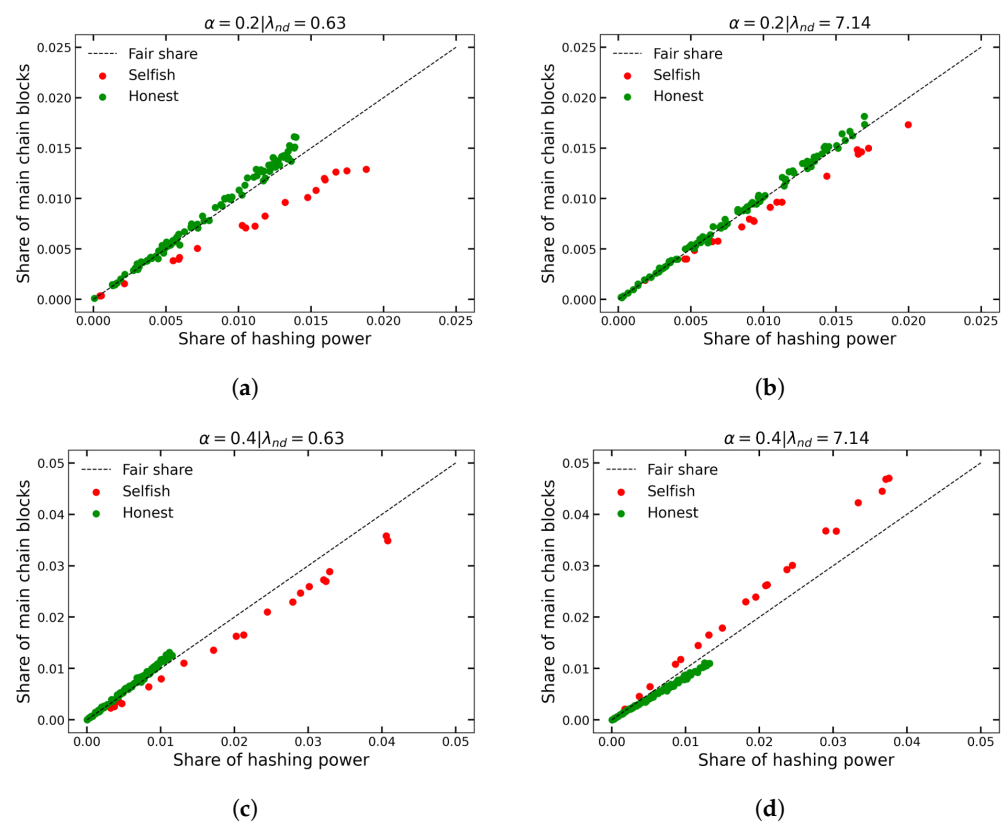 α = 0.2|λnd = 0.63
Share of main chain blocks
0.025
0.020
0.015
0.010
0.005
0.000
Fair share
Selfish
Honest
0.000 0.005 0.010 0.015 0.020 0.025
Share of hashing power
(a)
α = 0.2|λnd = 7.14
Share of main chain blocks
0.025
0.020
0.015
0.010
0.005
0.000
Fair share
Selfish
Honest
0.000 0.005 0.010 0.015 0.020 0.025
Share of hashing power
(b)
α = 0.4|λnd = 0.63
Share of main chain blocks
0.05
0.04
0.03
0.02
0.01
0.00
Fair share
Selfish
Honest
0.00 0.01 0.02 0.03 0.04 0.05
Share of hashing power
(c)
α = 0.4|λnd = 7.14
Share of main chain blocks
0.05
0.04
0.03
0.02
0.01
0.00
Fair share
Selfish
Honest
0.00 0.01 0.02 0.03 0.04 0.05
Share of hashing power
(d)